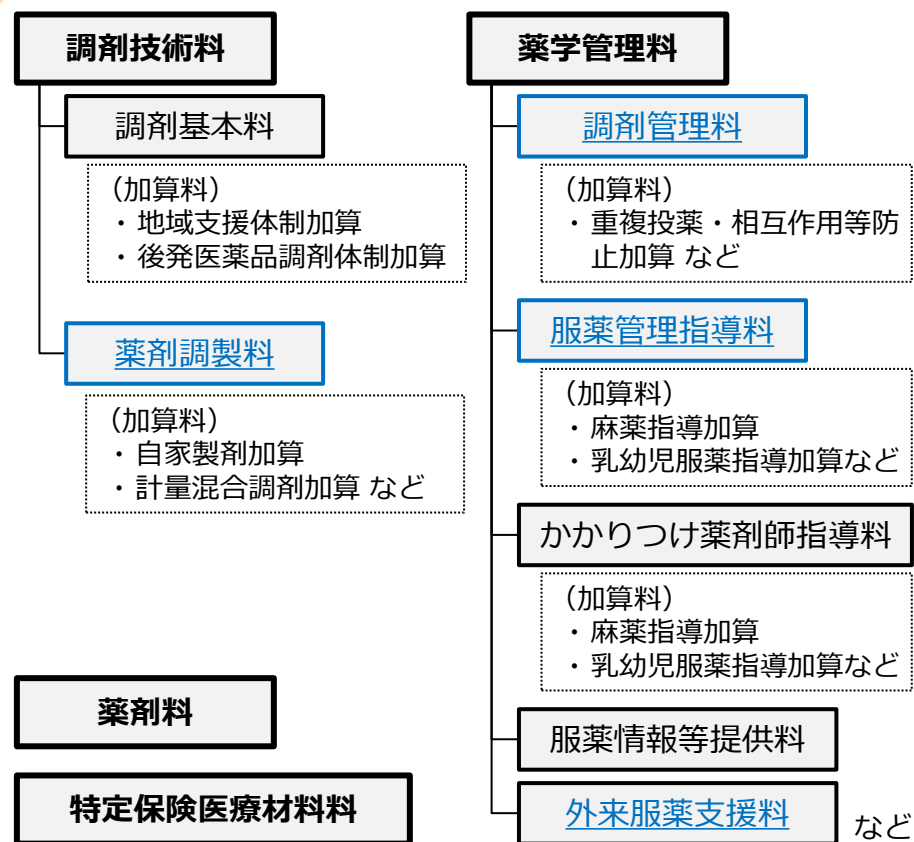 調剤技術料
調剤基本料
（加算料）
・地域支援体制加算
・後発医薬品調剤体制加算
薬剤調製料
（加算料）
・自家製剤加算
・計量混合調剤加算 など
薬剤料
特定保険医療材料料
薬学管理料
調剤管理料
（加算料）
・重複投薬・相互作用等防
止加算 など
服薬管理指導料
（加算料）
・麻薬指導加算
・乳幼児服薬指導加算など
かかりつけ薬剤師指導料
（加算料）
・麻薬指導加算
・乳幼児服薬指導加算など
服薬情報等提供料
外来服薬支援料
など